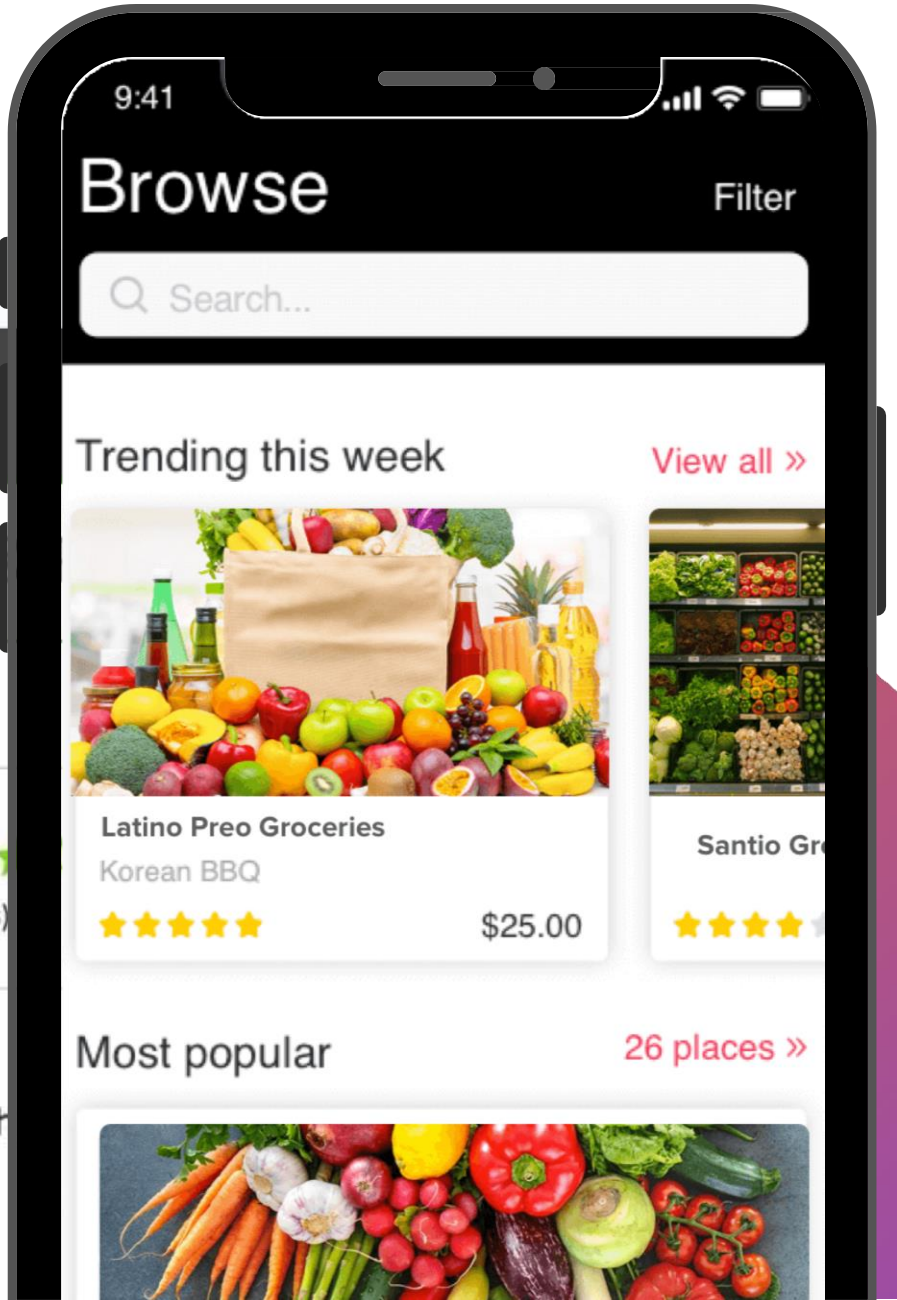 9:41
Browse
Filter
Search...
Trending this week
View all »
Latino Preo Groceries
Korean BBQ
$25.00
Santio Gr
Most popular
26 places »